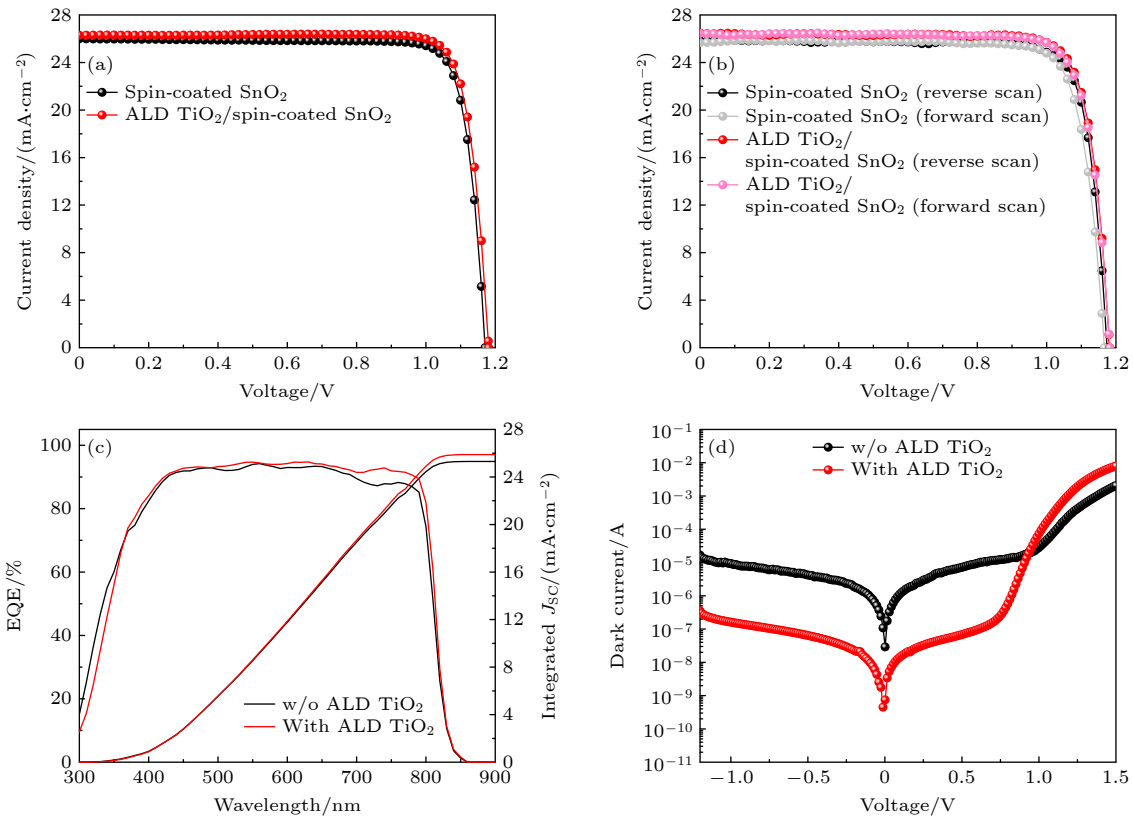 28
24
20
16
12
8
4
0
Current density/(mA·cm⁻²)
(a)
Spin-coated SnO₂
ALD TiO₂/spin-coated SnO₂
0 0.2 0.4 0.6 0.8 1.0 1.2
Voltage/V
28
24
20
16
12
8
4
0
Current density/(mA·cm⁻²)
(b)
Spin-coated SnO₂ (reverse scan)
Spin-coated SnO₂ (forward scan)
ALD TiO₂/
spin-coated SnO₂ (reverse scan)
ALD TiO₂/
spin-coated SnO₂ (forward scan)
0 0.2 0.4 0.6 0.8 1.0 1.2
Voltage/V
100
80
60
40
20
0
EQE/%
(c)
w/o ALD TiO₂
With ALD TiO₂
28
24
20
16
12
8
4
0
Integrated J_SC/(mA·cm⁻²)
300 400 500 600 700 800 900
Wavelength/nm
10⁻¹
10⁻²
10⁻³
10⁻⁴
10⁻⁵
10⁻⁶
10⁻⁷
10⁻⁸
10⁻⁹
10⁻¹⁰
10⁻¹¹
Dark current/A
(d)
w/o ALD TiO₂
With ALD TiO₂
−1.0 −0.5 0 0.5 1.0 1.5
Voltage/V